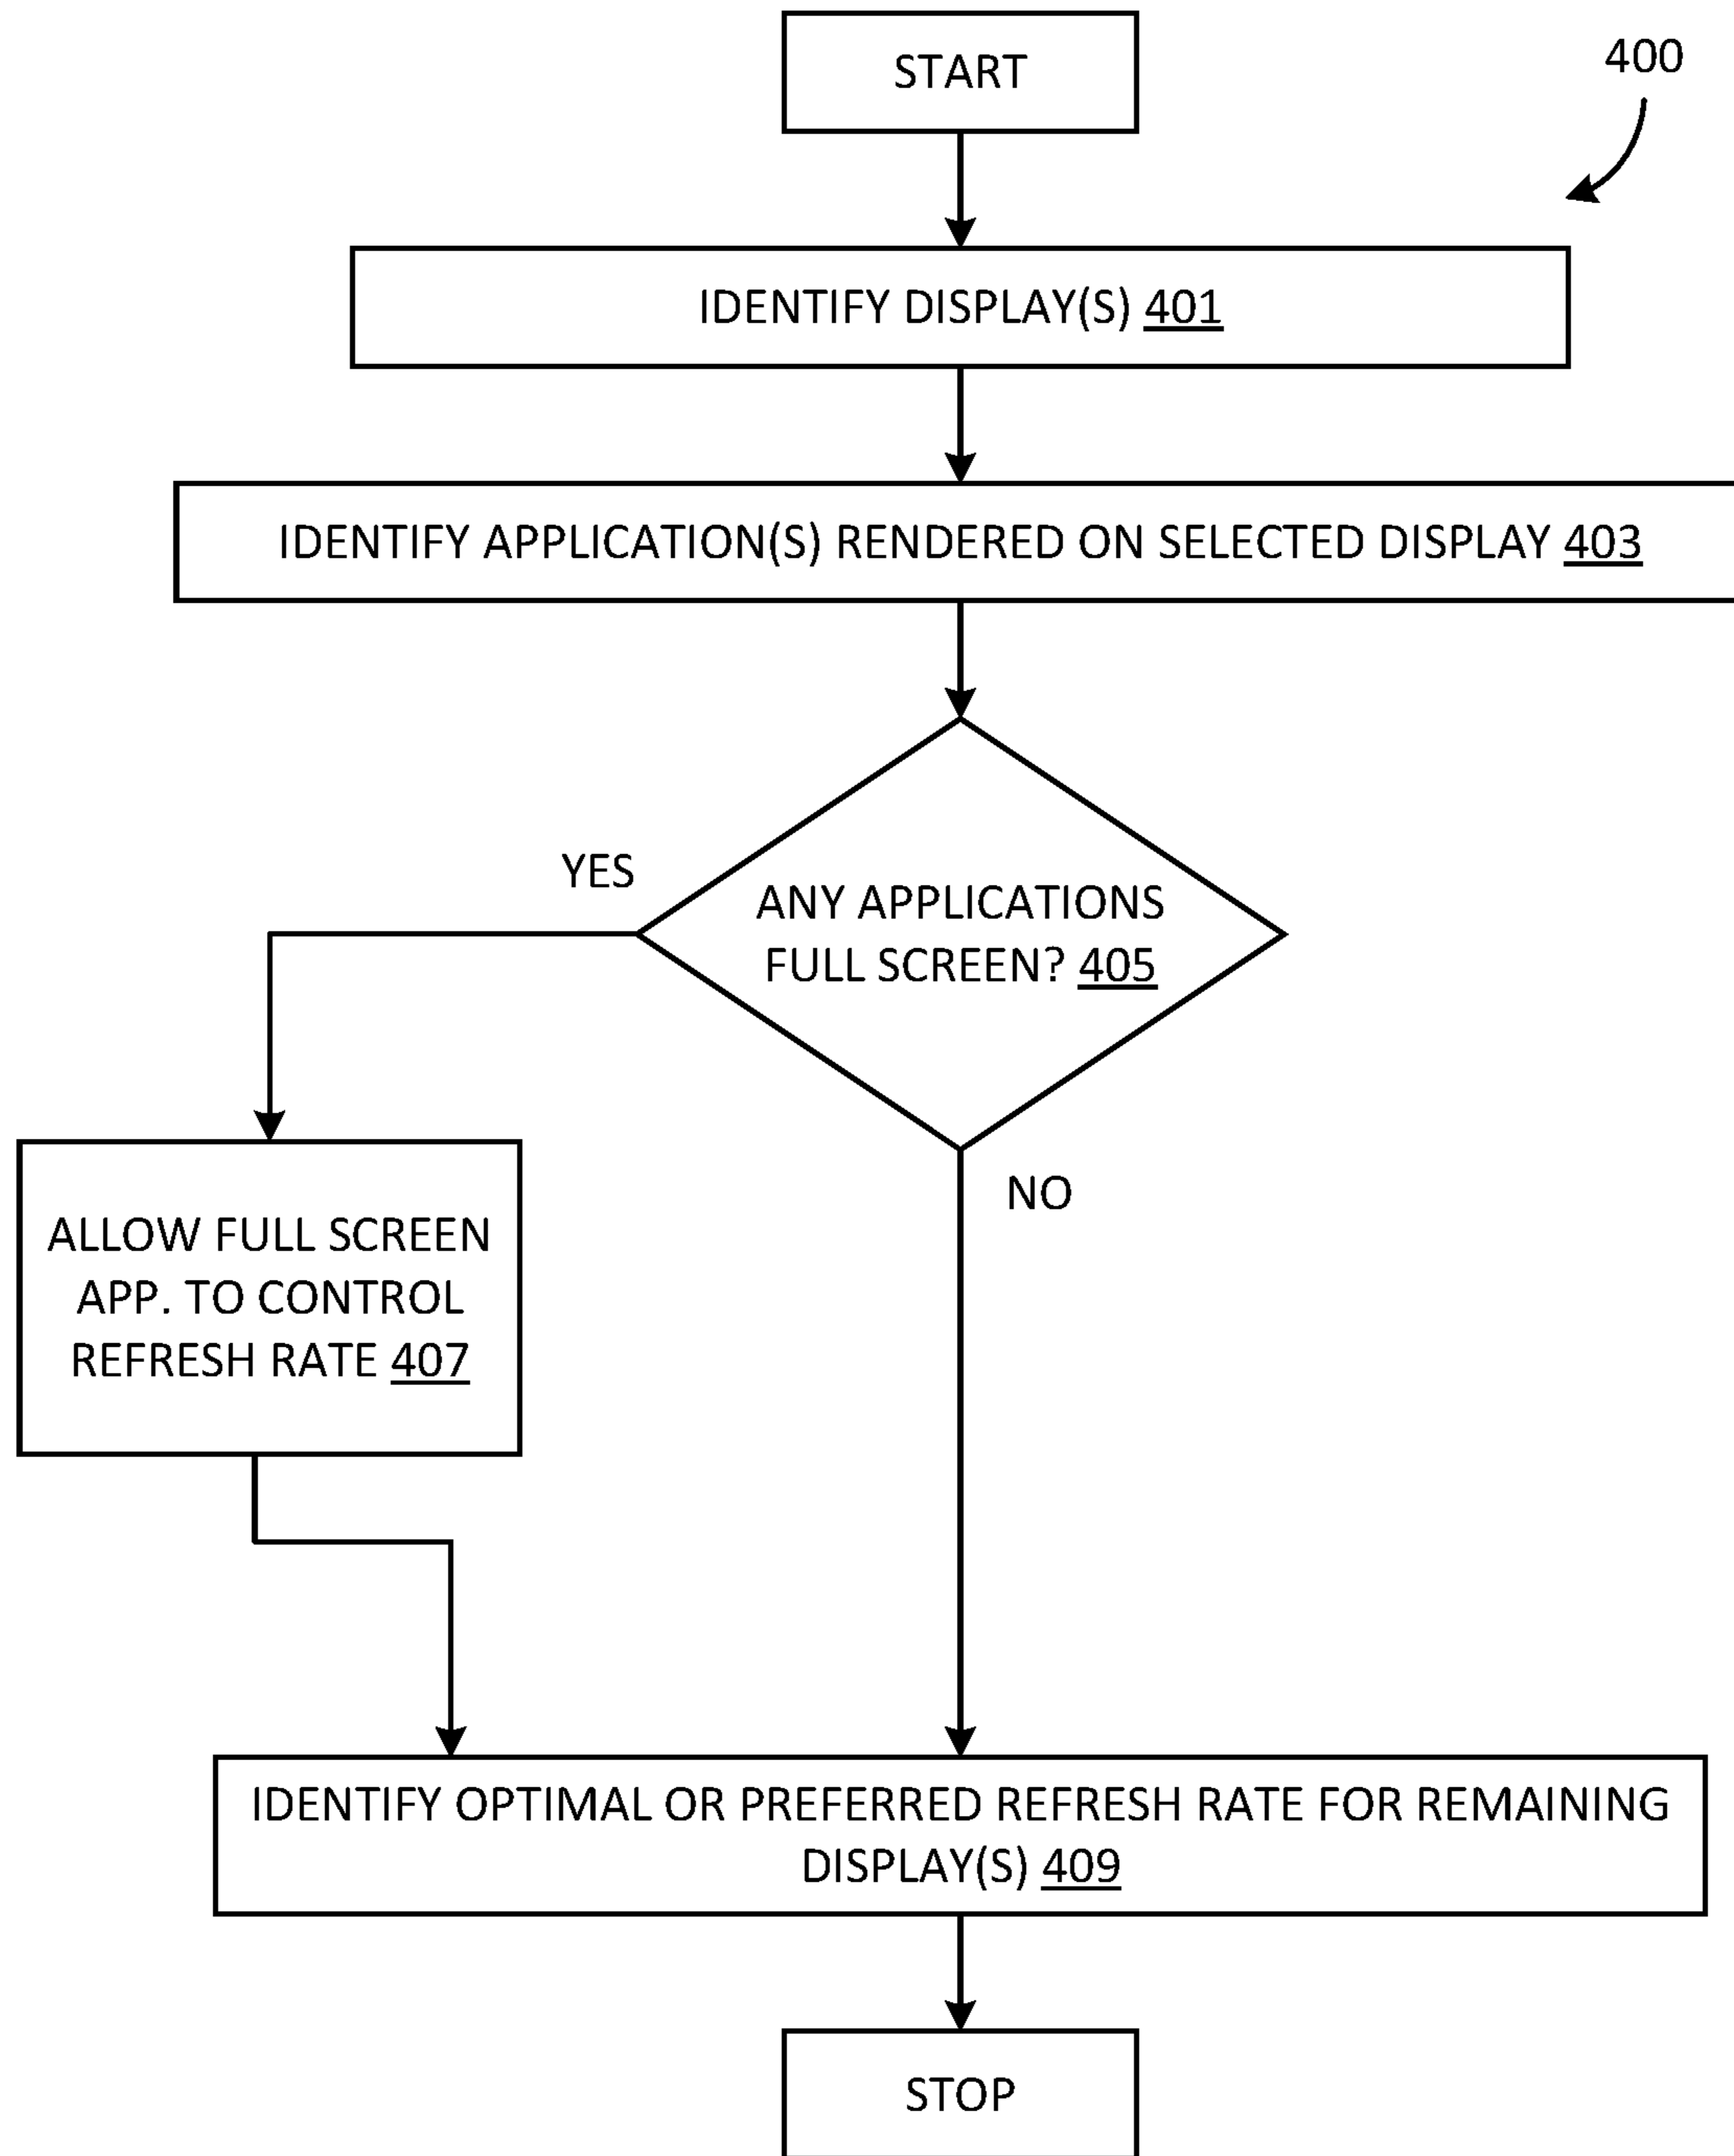 START
400
IDENTIFY DISPLAY(S) 401
IDENTIFY APPLICATION(S) RENDERED ON SELECTED DISPLAY 403
YES
ANY APPLICATIONS
FULL SCREEN? 405
NO
ALLOW FULL SCREEN
APP. TO CONTROL
REFRESH RATE 407
IDENTIFY OPTIMAL OR PREFERRED REFRESH RATE FOR REMAINING
DISPLAY(S) 409
STOP